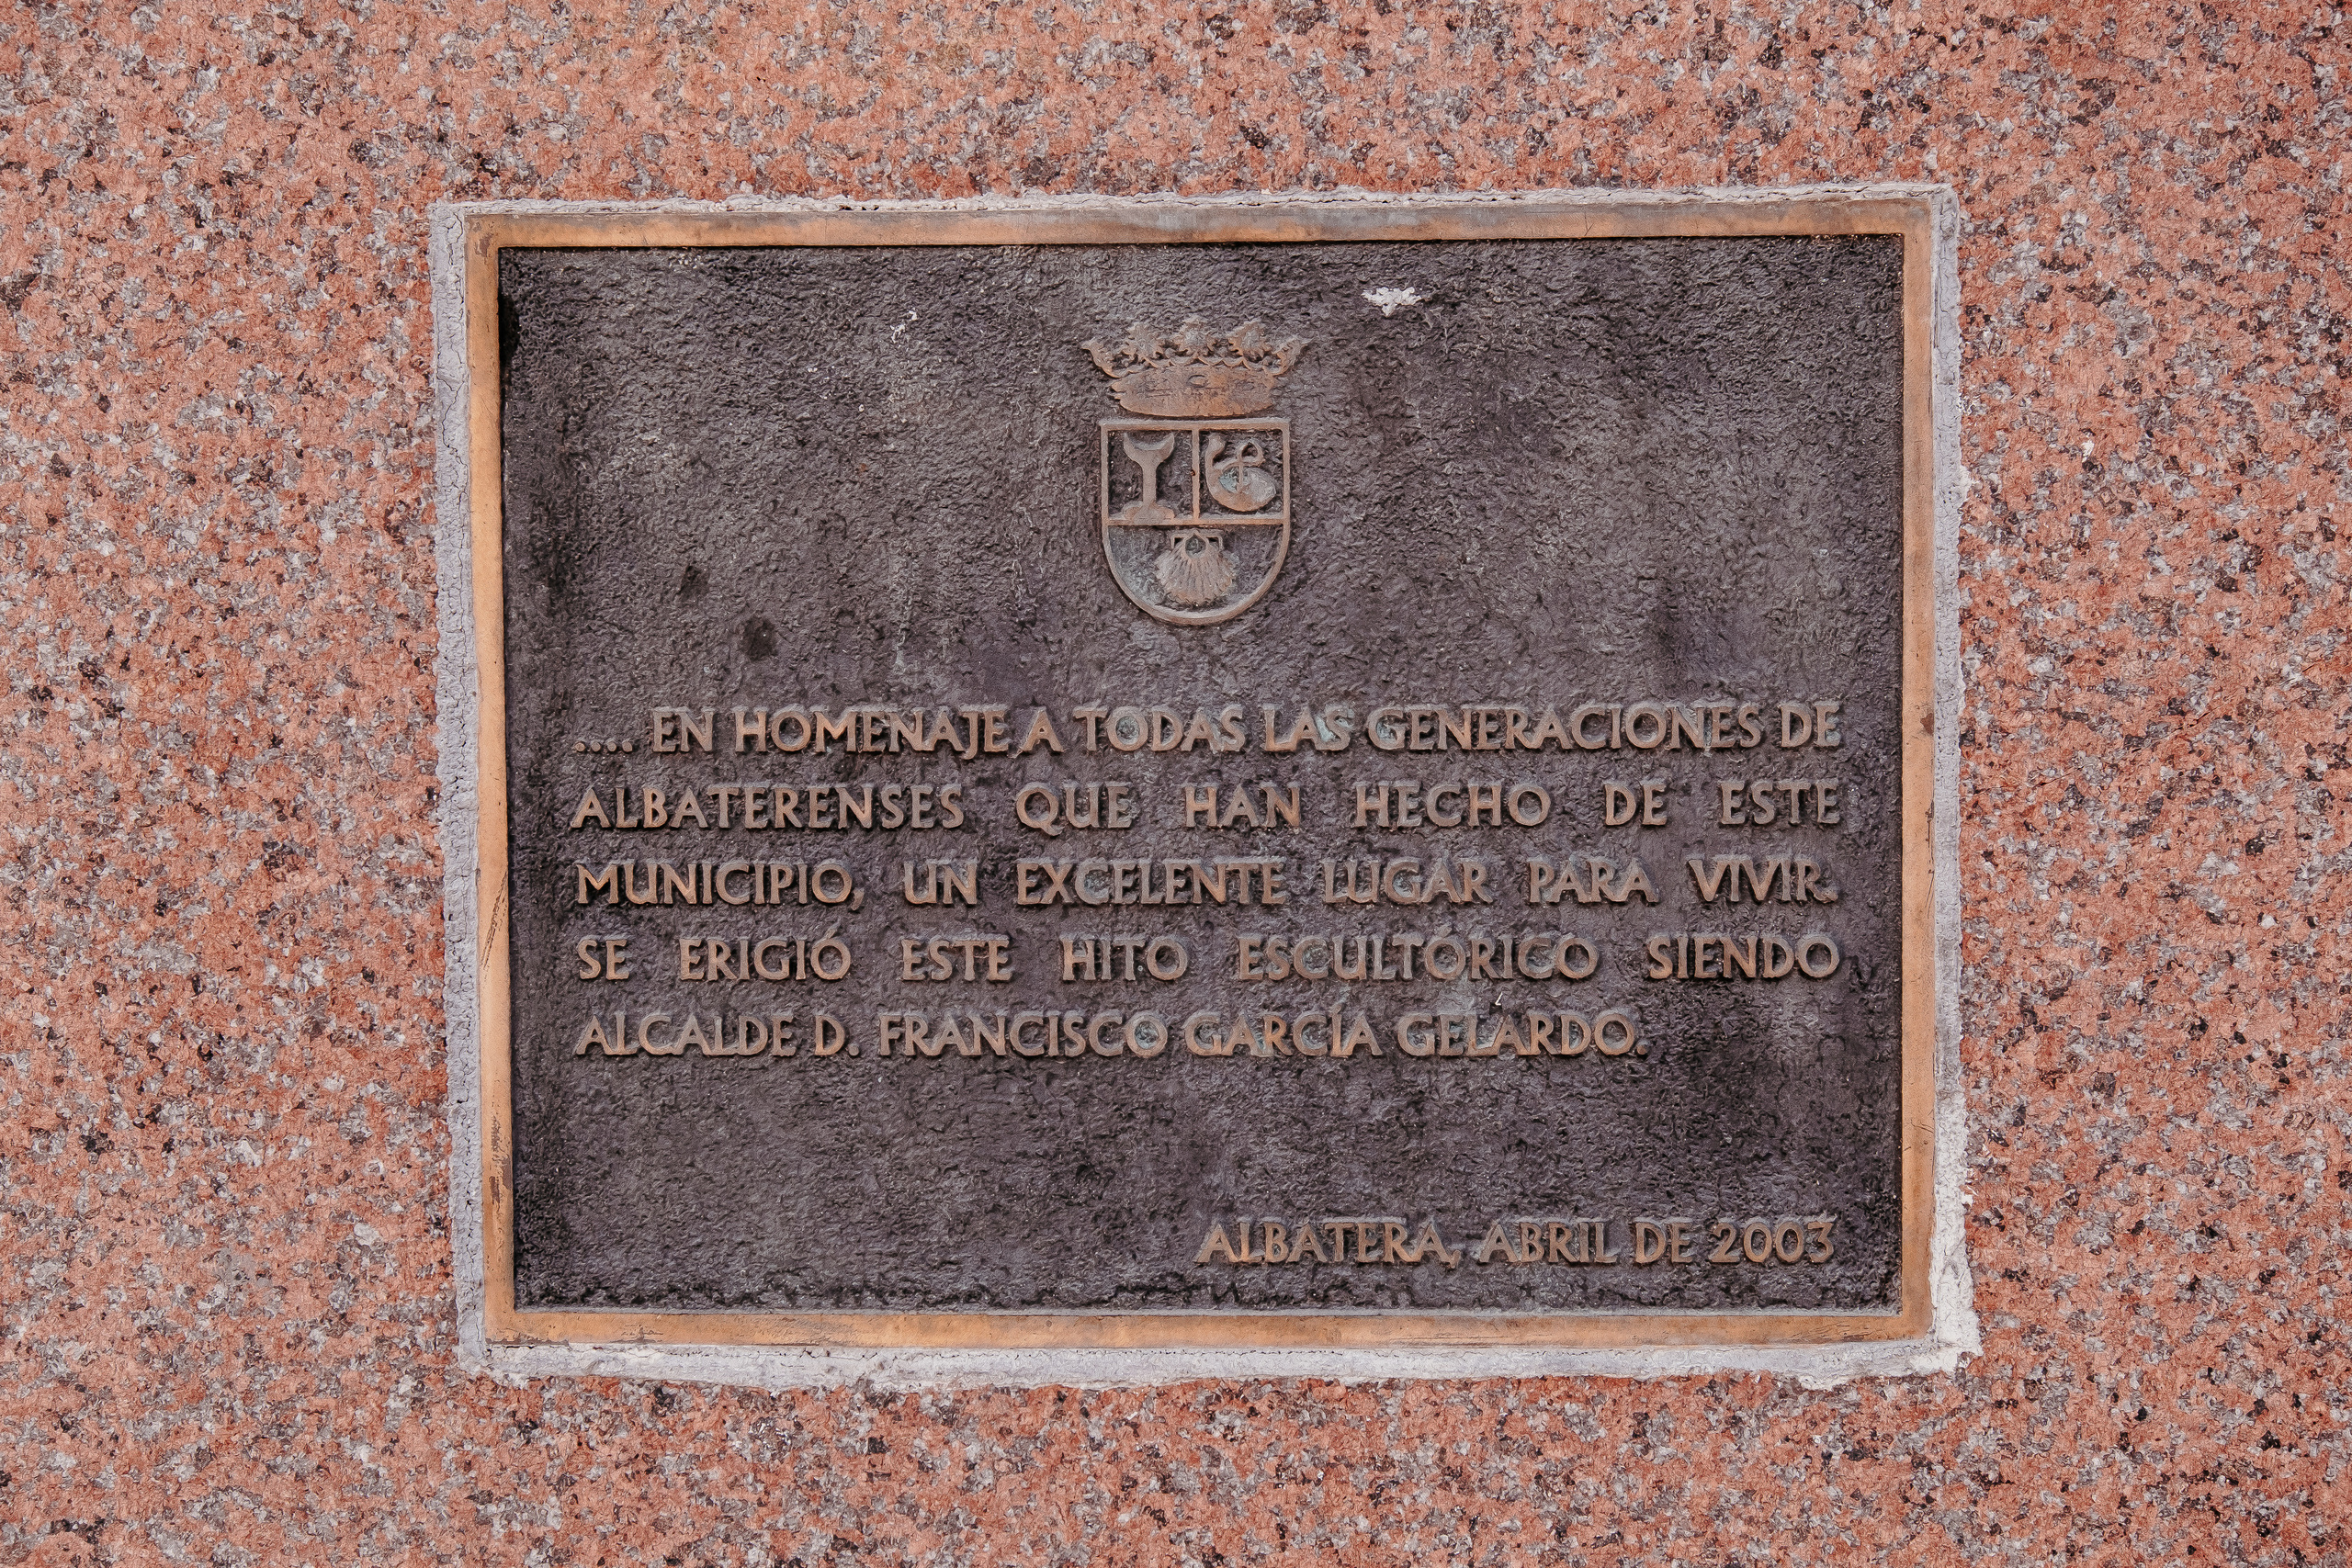 .... EN HOMENAJE A TODAS LAS GENERACIONES DE
ALBATERENSES QUE HAN HECHO DE ESTE
MUNICIPIO, UN EXCELENTE LUGAR PARA VIVIR.
SE ERIGIÓ ESTE HITO ESCULTÓRICO SIENDO
ALCALDE D. FRANCISCO GARCÍA GELARDO.
ALBATERA, ABRIL DE 2003